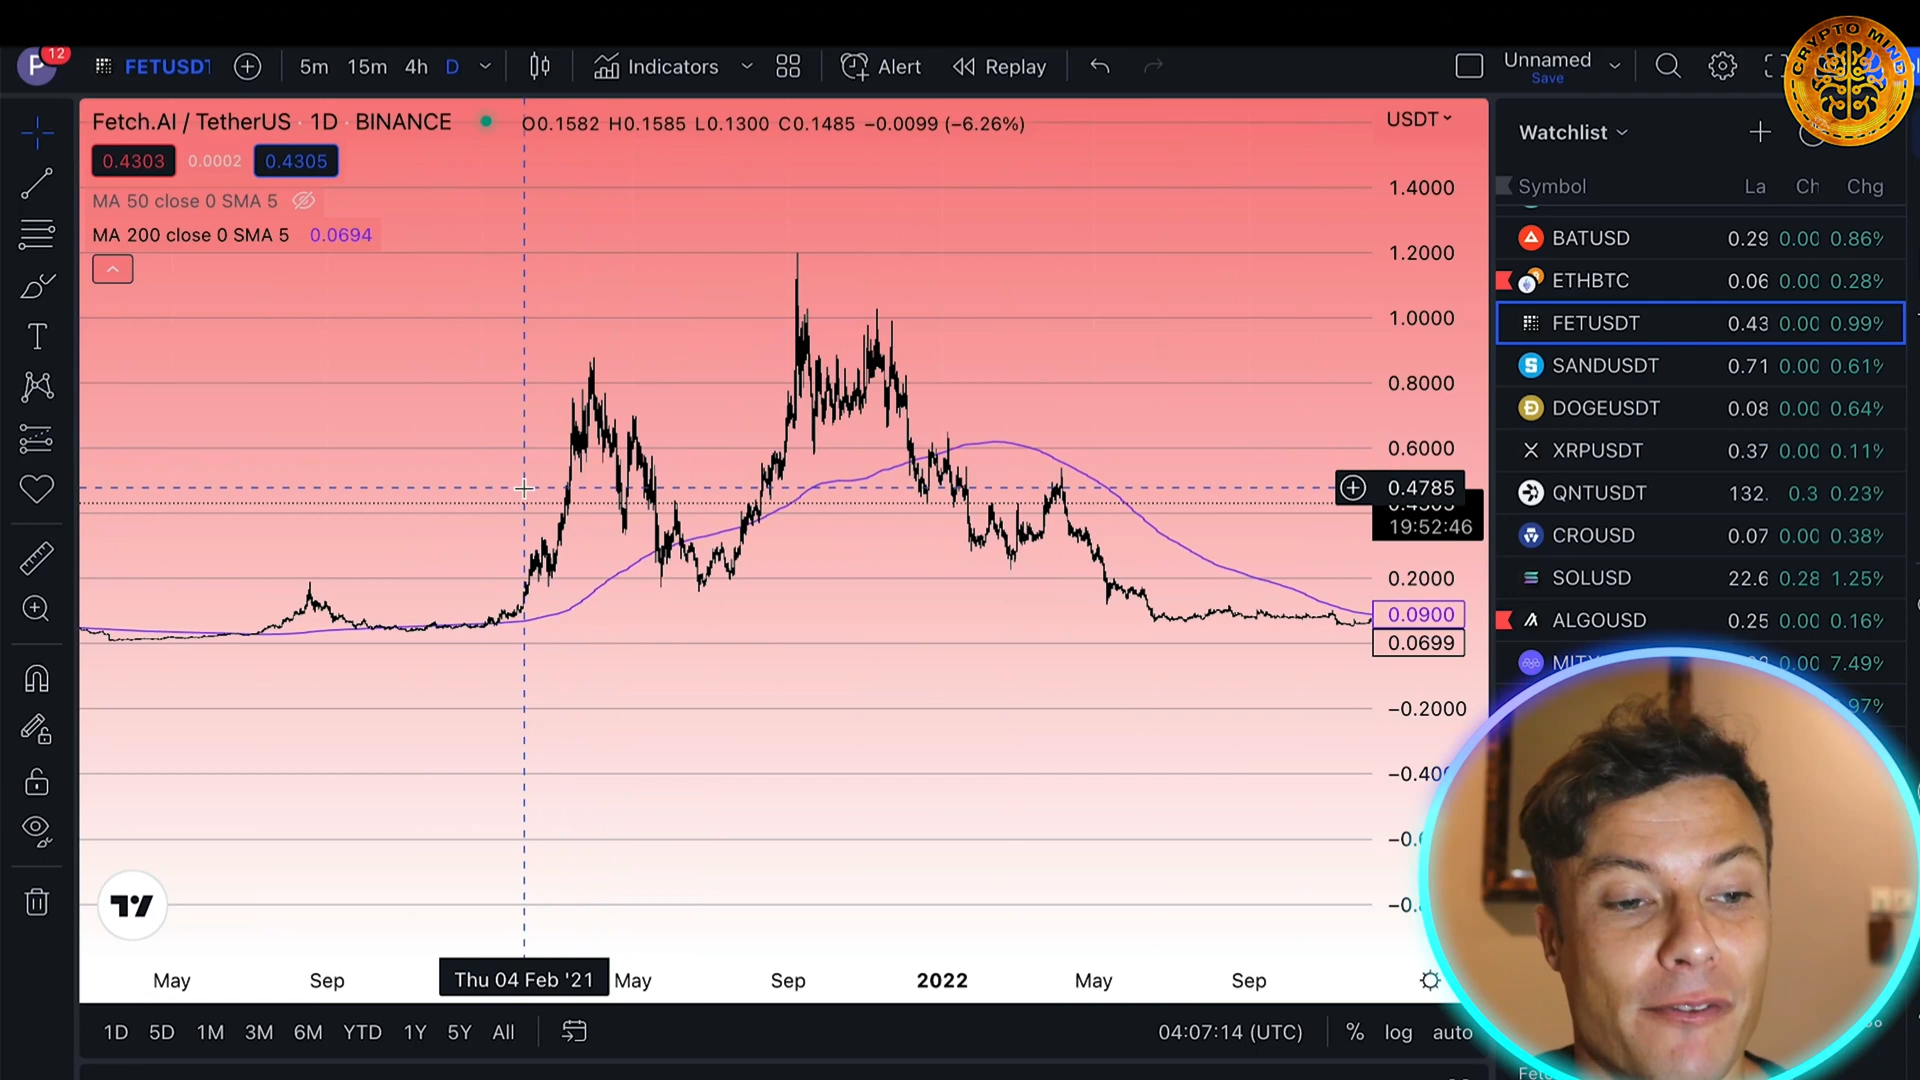 P 12 FETUSDT 5m 15m 4h D Indicators Alert Replay Unnamed
Save
CRYPTO MIND
Fetch.AI / TetherUS · 1D · BINANCE O0.1582 H0.1585 L0.1300 C0.1485 −0.0099 (−6.26%) USDT
0.4303 0.0002 0.4305
MA 50 close 0 SMA 5
MA 200 close 0 SMA 5 0.0694
1.4000
1.2000
1.0000
0.8000
0.6000
0.4785
19:52:46
0.2000
0.0900
0.0699
−0.2000
May Sep Thu 04 Feb '21 May Sep 2022 May Sep
1D 5D 1M 3M 6M YTD 1Y 5Y All 04:07:14 (UTC) % log auto
Watchlist
Symbol La Ch Chg
BATUSD 0.29 0.00 0.86%
ETHBTC 0.06 0.00 0.28%
FETUSDT 0.43 0.00 0.99%
SANDUSDT 0.71 0.00 0.61%
DOGEUSDT 0.08 0.00 0.64%
XRPUSDT 0.37 0.00 0.11%
QNTUSDT 132. 0.3 0.23%
CROUSD 0.07 0.00 0.38%
SOLUSD 22.6 0.28 1.25%
ALGOUSD 0.25 0.00 0.16%
0.00 7.49%